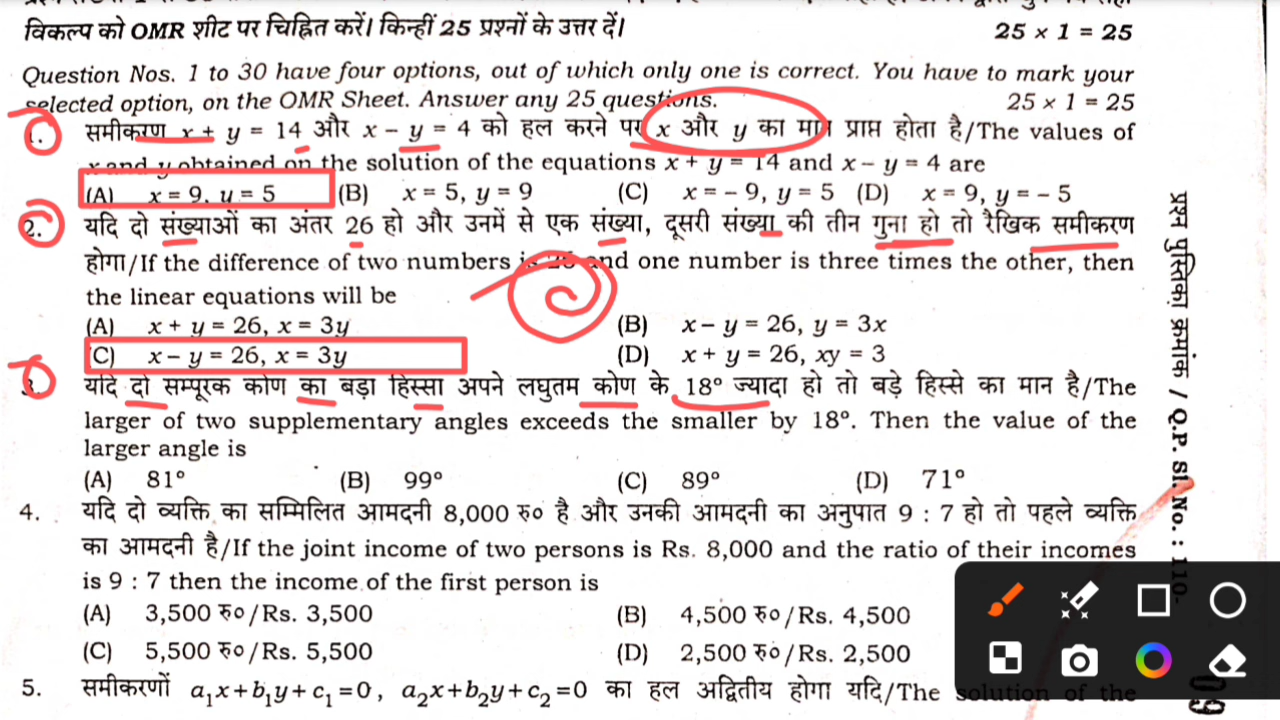 विकल्प को OMR शीट पर चिह्नित करें। किन्हीं 25 प्रश्नों के उत्तर दें। 25 × 1 = 25
Question Nos. 1 to 30 have four options, out of which only one is correct. You have to mark your
selected option, on the OMR Sheet. Answer any 25 questions. 25 × 1 = 25
1. समीकरण x + y = 14 और x – y = 4 को हल करने पर x और y का मान प्राप्त होता है/The values of
x and y obtained on the solution of the equations x + y = 14 and x – y = 4 are
(A) x = 9, y = 5 (B) x = 5, y = 9 (C) x = – 9, y = 5 (D) x = 9, y = – 5
2. यदि दो संख्याओं का अंतर 26 हो और उनमें से एक संख्या, दूसरी संख्या की तीन गुना हो तो रैखिक समीकरण
होगा/If the difference of two numbers is 26 and one number is three times the other, then
the linear equations will be
(A) x + y = 26, x = 3y (B) x – y = 26, y = 3x
(C) x – y = 26, x = 3y (D) x + y = 26, xy = 3
3. यदि दो सम्पूरक कोण का बड़ा हिस्सा अपने लघुतम कोण के 18° ज्यादा हो तो बड़े हिस्से का मान है/The
larger of two supplementary angles exceeds the smaller by 18°. Then the value of the
larger angle is
(A) 81° (B) 99° (C) 89° (D) 71°
4. यदि दो व्यक्ति का सम्मिलित आमदनी 8,000 रु० है और उनकी आमदनी का अनुपात 9 : 7 हो तो पहले व्यक्ति
का आमदनी है/If the joint income of two persons is Rs. 8,000 and the ratio of their incomes
is 9 : 7 then the income of the first person is
(A) 3,500 रु०/Rs. 3,500 (B) 4,500 रु०/Rs. 4,500
(C) 5,500 रु०/Rs. 5,500 (D) 2,500 रु०/Rs. 2,500
5. समीकरणों a₁x+b₁y+c₁=0, a₂x+b₂y+c₂=0 का हल अद्वितीय होगा यदि/The solution of the
प्रश्न पुस्तिका क्रमांक / Q.P. Sl. No. : 110-
09